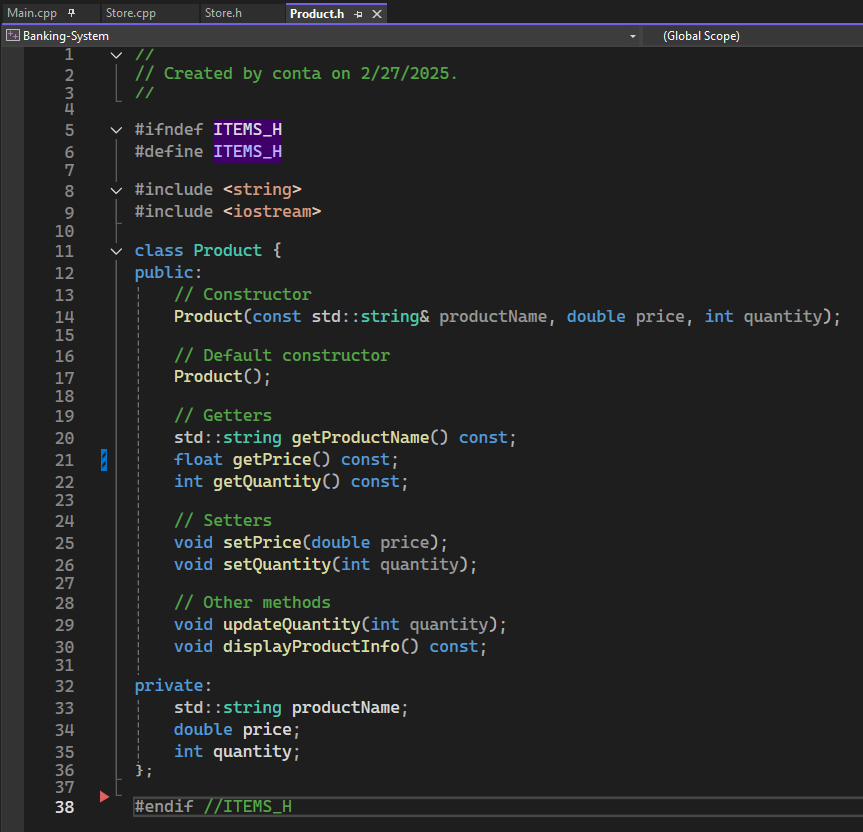 Main.cpp Store.cpp Store.h Product.h
Banking-System (Global Scope)
1 //
2 // Created by conta on 2/27/2025.
3 //
4
5 #ifndef ITEMS_H
6 #define ITEMS_H
7
8 #include <string>
9 #include <iostream>
10
11 class Product {
12 public:
13 // Constructor
14 Product(const std::string& productName, double price, int quantity);
15
16 // Default constructor
17 Product();
18
19 // Getters
20 std::string getProductName() const;
21 float getPrice() const;
22 int getQuantity() const;
23
24 // Setters
25 void setPrice(double price);
26 void setQuantity(int quantity);
27
28 // Other methods
29 void updateQuantity(int quantity);
30 void displayProductInfo() const;
31
32 private:
33 std::string productName;
34 double price;
35 int quantity;
36 };
37
38 #endif //ITEMS_H